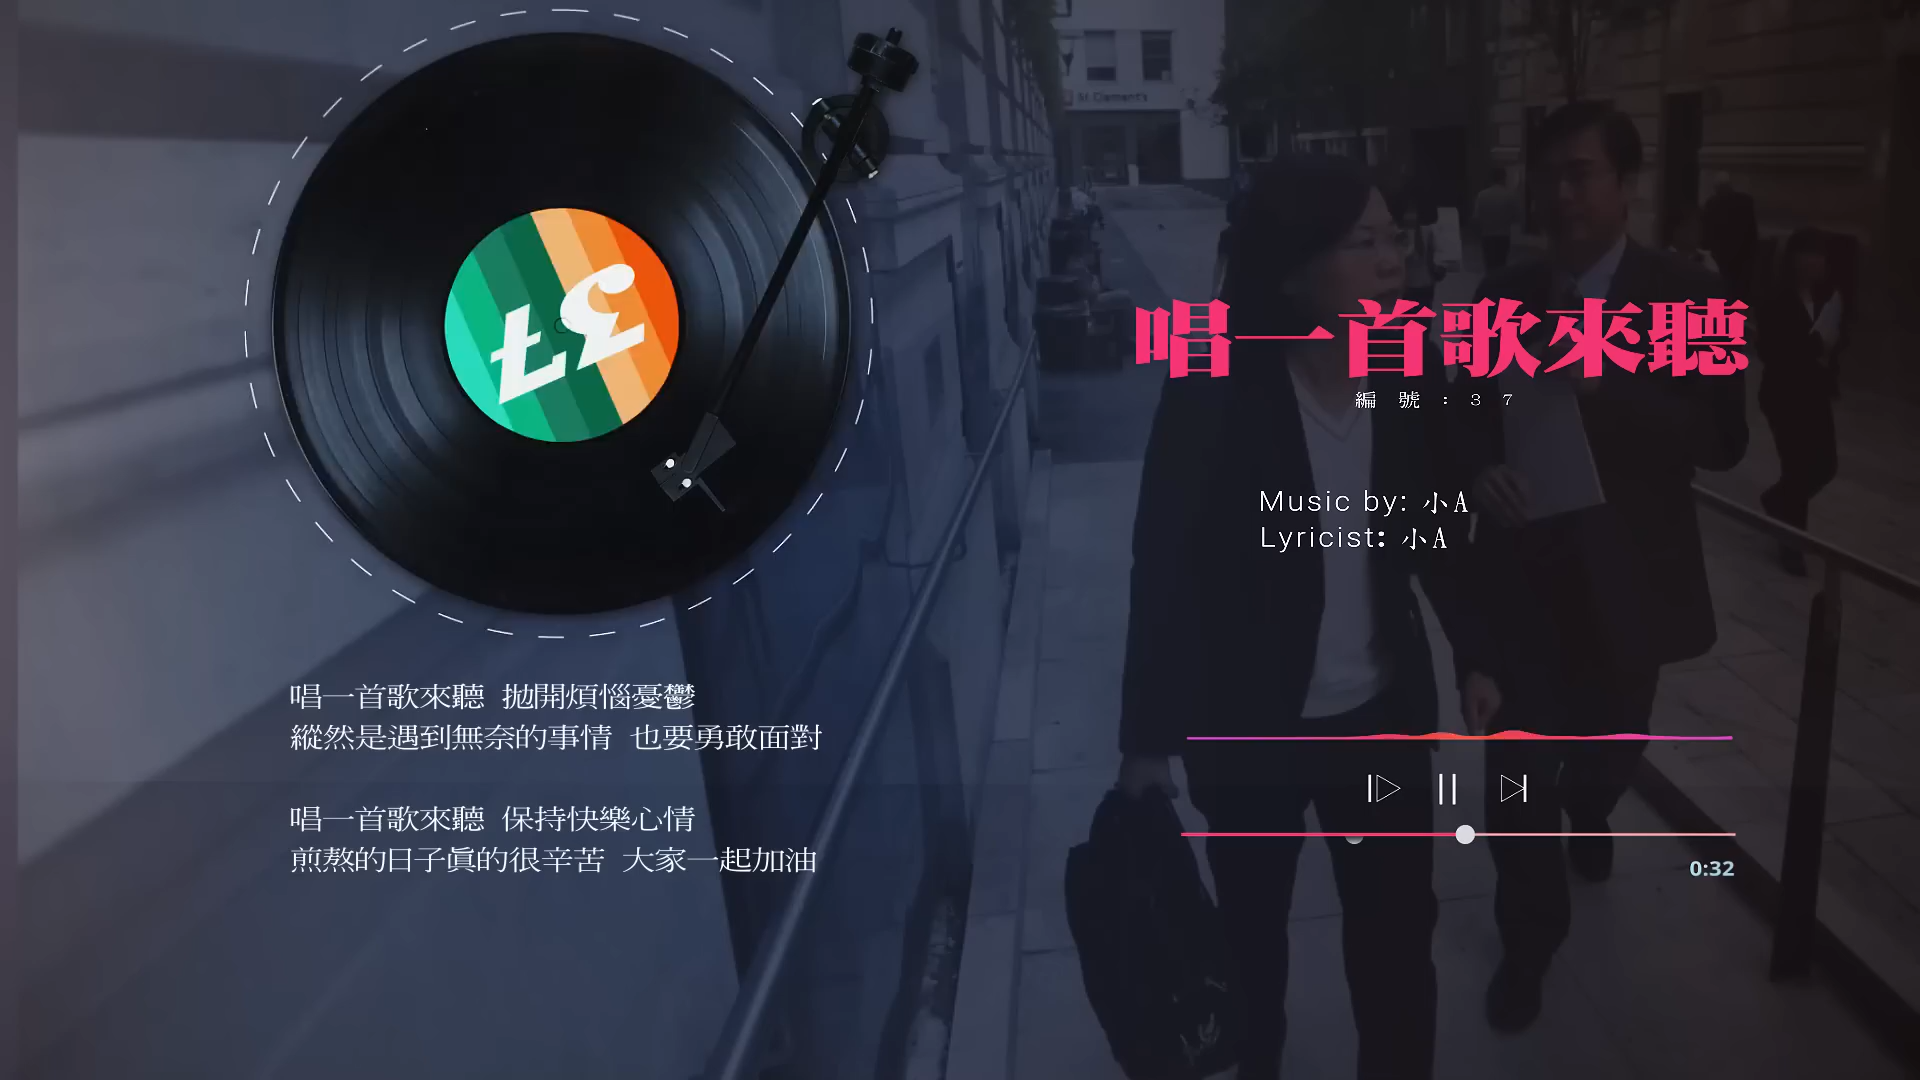 St Clement's
唱一首歌來聽
編號:37
Music by: 小A
Lyricist: 小A
唱一首歌來聽 拋開煩惱憂鬱
縱然是遇到無奈的事情 也要勇敢面對
唱一首歌來聽 保持快樂心情
煎熬的日子真的很辛苦 大家一起加油
0:32